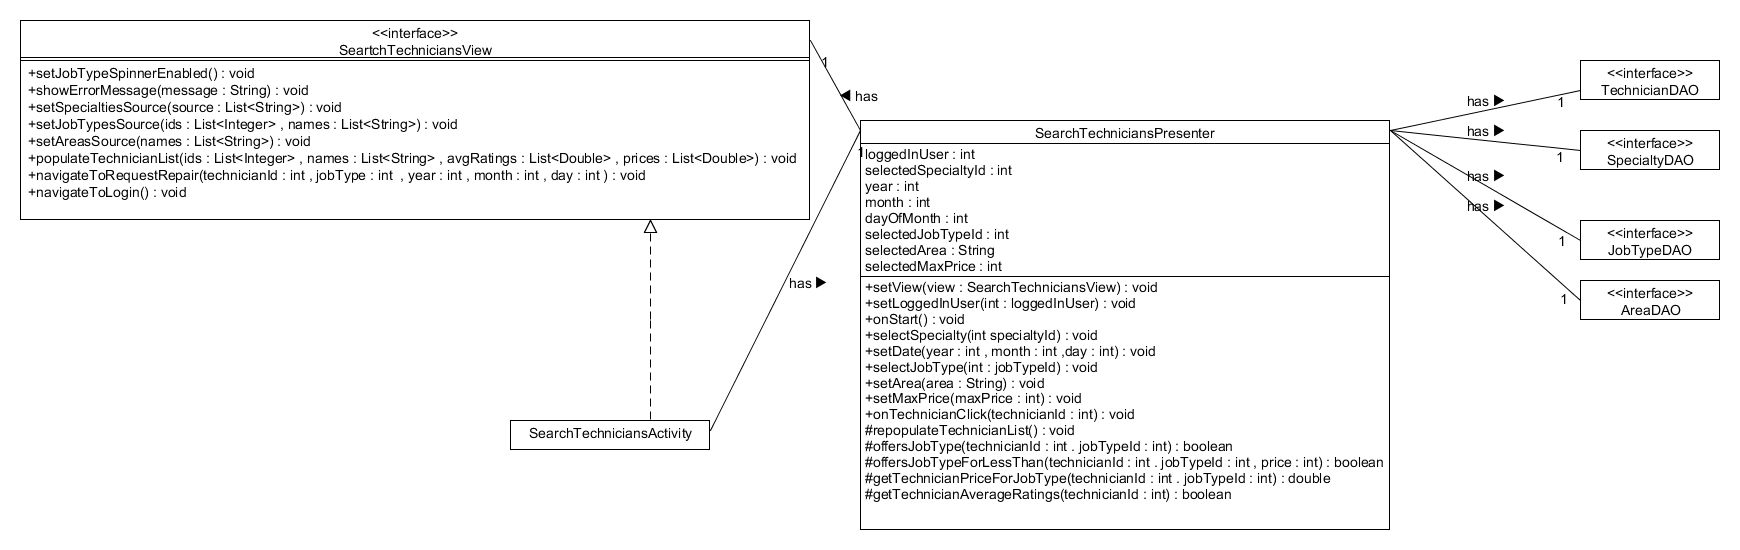 <<interface>>
SeartchTechniciansView
+setJobTypeSpinnerEnabled() : void
+showErrorMessage(message : String) : void
+setSpecialtiesSource(source : List<String>) : void
+setJobTypesSource(ids : List<Integer> , names : List<String>) : void
+setAreasSource(names : List<String>) : void
+populateTechnicianList(ids : List<Integer> , names : List<String> , avgRatings : List<Double> , prices : List<Double>) : void
+navigateToRequestRepair(technicianId : int , jobType : int , year : int , month : int , day : int ) : void
+navigateToLogin() : void
1
◀ has
1
has ▶
SearchTechniciansActivity
SearchTechniciansPresenter
loggedInUser : int
selectedSpecialtyId : int
year : int
month : int
dayOfMonth : int
selectedJobTypeId : int
selectedArea : String
selectedMaxPrice : int
+setView(view : SearchTechniciansView) : void
+setLoggedInUser(int : loggedInUser) : void
+onStart() : void
+selectSpecialty(int specialtyId) : void
+setDate(year : int , month : int ,day : int) : void
+selectJobType(int : jobTypeId) : void
+setArea(area : String) : void
+setMaxPrice(maxPrice : int) : void
+onTechnicianClick(technicianId : int) : void
#repopulateTechnicianList() : void
#offersJobType(technicianId : int . jobTypeId : int) : boolean
#offersJobTypeForLessThan(technicianId : int . jobTypeId : int , price : int) : boolean
#getTechnicianPriceForJobType(technicianId : int . jobTypeId : int) : double
#getTechnicianAverageRatings(technicianId : int) : boolean
has ▶
1
<<interface>>
TechnicianDAO
has ▶
1
<<interface>>
SpecialtyDAO
has ▶
1
<<interface>>
JobTypeDAO
has ▶
1
<<interface>>
AreaDAO